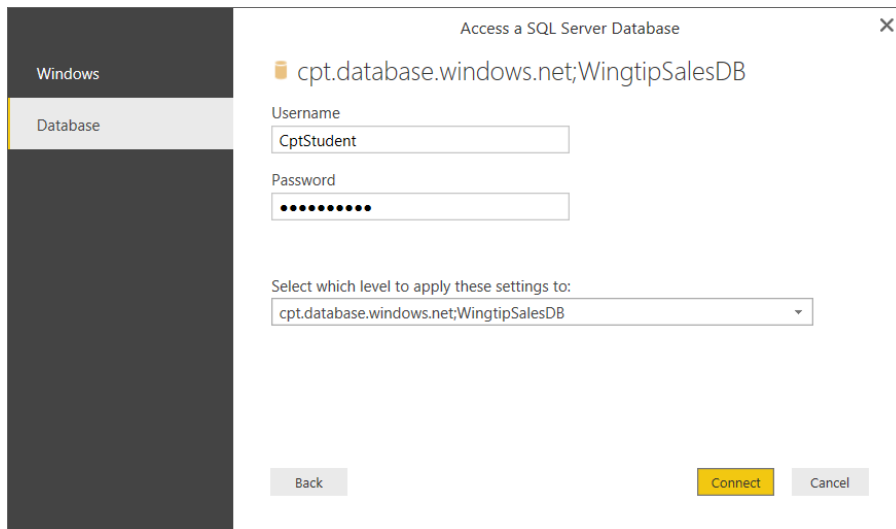 Access a SQL Server Database
Windows
Database
cpt.database.windows.net;WingtipSalesDB
Username
CptStudent
Password
••••••••••
Select which level to apply these settings to:
cpt.database.windows.net;WingtipSalesDB
Back
Connect
Cancel